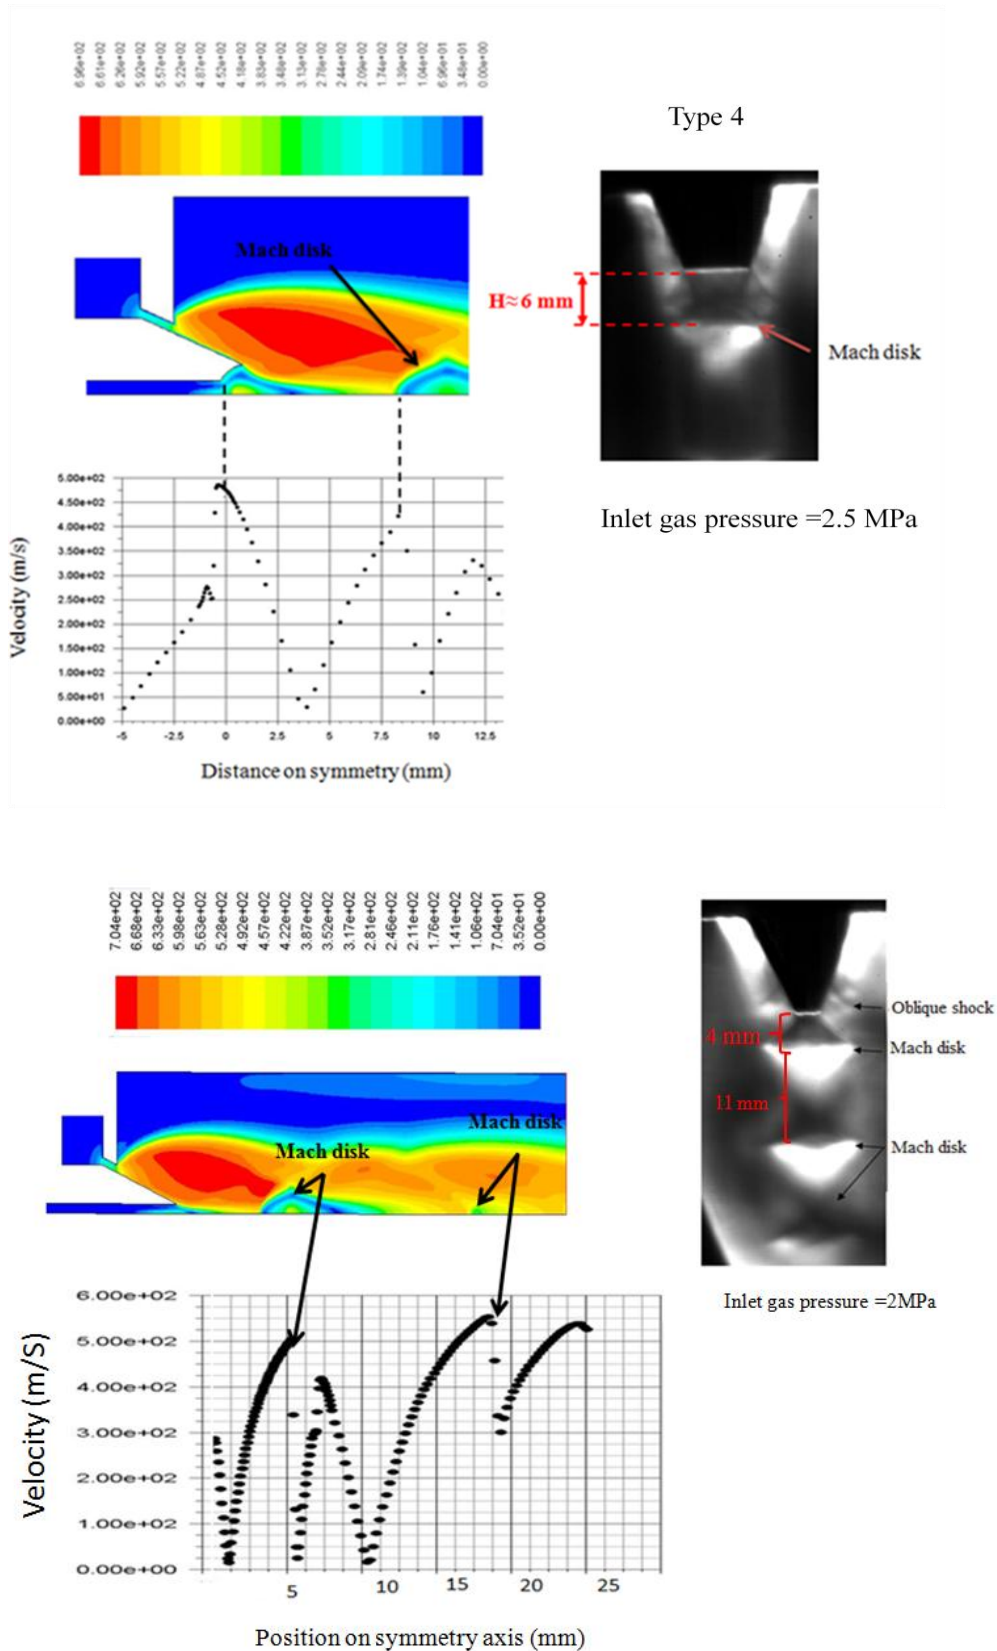 6.96e+02
6.61e+02
6.26e+02
5.92e+02
5.57e+02
5.22e+02
4.87e+02
4.52e+02
4.18e+02
3.83e+02
3.48e+02
3.13e+02
2.78e+02
2.44e+02
2.09e+02
1.74e+02
1.39e+02
1.04e+02
6.96e+01
3.48e+01
0.00e+00
Type 4
Mach disk
H≈6 mm
Mach disk
Inlet gas pressure =2.5 MPa
5.00e+02
4.50e+02
4.00e+02
3.50e+02
3.00e+02
2.50e+02
2.00e+02
1.50e+02
1.00e+02
5.00e+01
0.00e+00
Velocity (m/s)
-5 -2.5 0 2.5 5 7.5 10 12.5
Distance on symmetry (mm)
7.04e+02
6.68e+02
6.33e+02
5.98e+02
5.63e+02
5.28e+02
4.92e+02
4.57e+02
4.22e+02
3.87e+02
3.52e+02
3.17e+02
2.81e+02
2.46e+02
2.11e+02
1.76e+02
1.41e+02
1.06e+02
7.04e+01
3.52e+01
0.00e+00
Oblique shock
4 mm
Mach disk
11 mm
Mach disk
Mach disk
Mach disk
Inlet gas pressure =2MPa
6.00e+02
5.00e+02
4.00e+02
3.00e+02
2.00e+02
1.00e+02
0.00e+00
Velocity (m/S)
5 10 15 20 25
Position on symmetry axis (mm)